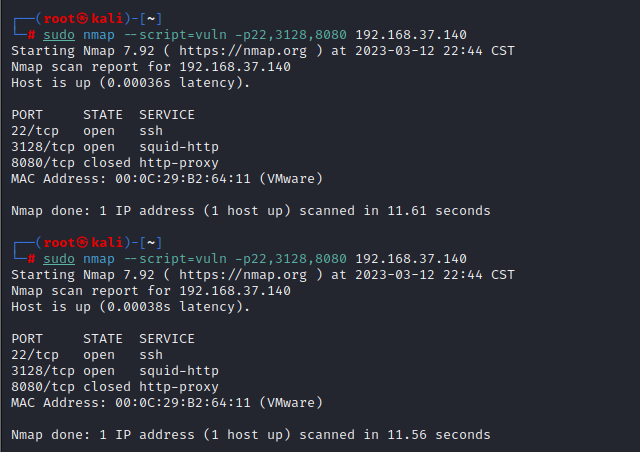 ┌──(root㉿kali)-[~]
└─# sudo nmap --script=vuln -p22,3128,8080 192.168.37.140
Starting Nmap 7.92 ( https://nmap.org ) at 2023-03-12 22:44 CST
Nmap scan report for 192.168.37.140
Host is up (0.00036s latency).

PORT     STATE  SERVICE
22/tcp   open   ssh
3128/tcp open   squid-http
8080/tcp closed http-proxy
MAC Address: 00:0C:29:B2:64:11 (VMware)

Nmap done: 1 IP address (1 host up) scanned in 11.61 seconds

┌──(root㉿kali)-[~]
└─# sudo nmap --script=vuln -p22,3128,8080 192.168.37.140
Starting Nmap 7.92 ( https://nmap.org ) at 2023-03-12 22:44 CST
Nmap scan report for 192.168.37.140
Host is up (0.00038s latency).

PORT     STATE  SERVICE
22/tcp   open   ssh
3128/tcp open   squid-http
8080/tcp closed http-proxy
MAC Address: 00:0C:29:B2:64:11 (VMware)

Nmap done: 1 IP address (1 host up) scanned in 11.56 seconds